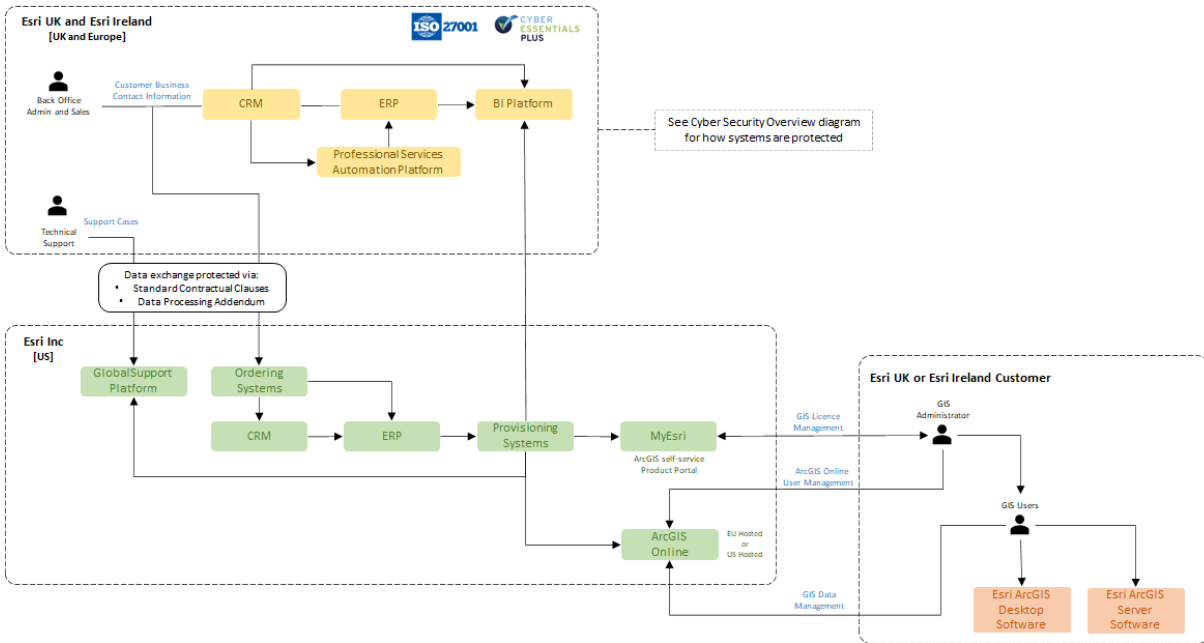 Esri UK and Esri Ireland
[UK and Europe]
ISO 27001
CYBER
ESSENTIALS
PLUS
Back Office
Admin and Sales
Customer Business
Contact Information
CRM
ERP
BI Platform
Professional Services
Automation Platform
See Cyber Security Overview diagram
for how systems are protected
Technical
Support
Support Cases
Data exchange protected via:
• Standard Contractual Clauses
• Data Processing Addendum
Esri Inc
[US]
GlobalSupport
Platform
Ordering
Systems
CRM
ERP
Provisioning
Systems
MyEsri
ArcGIS self-service
Product Portal
ArcGIS
Online
EU Hosted
or
US Hosted
GIS Licence
Management
ArcGIS Online
User Management
GIS Data
Management
Esri UK or Esri Ireland Customer
GIS
Administrator
GIS Users
Esri ArcGIS
Desktop
Software
Esri ArcGIS
Server
Software